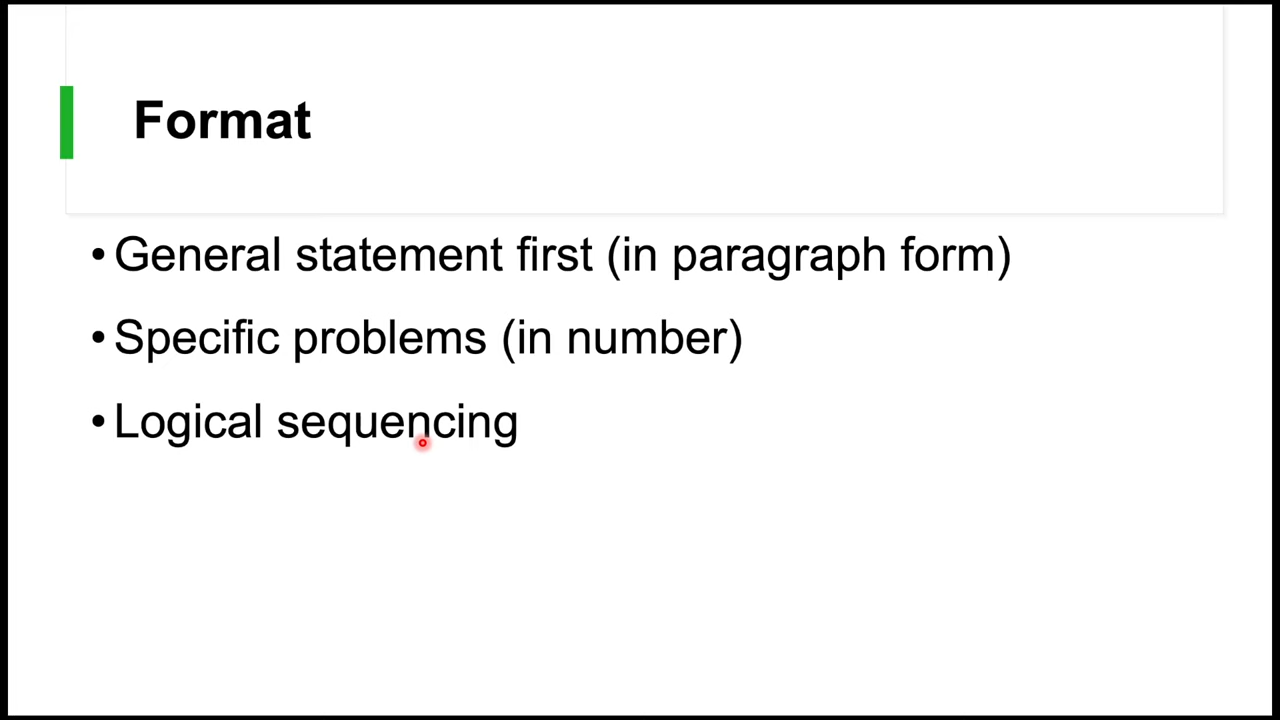 Format
• General statement first (in paragraph form)
• Specific problems (in number)
• Logical sequencing